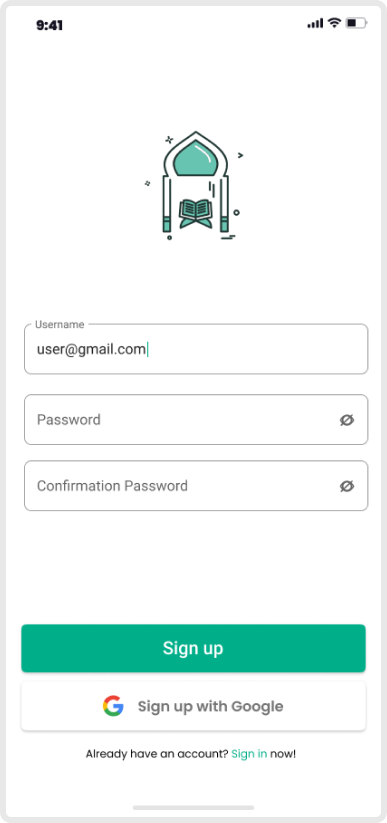 9:41
Username
user@gmail.com
Password
Confirmation Password
Sign up
Sign up with Google
Already have an account? Sign in now!